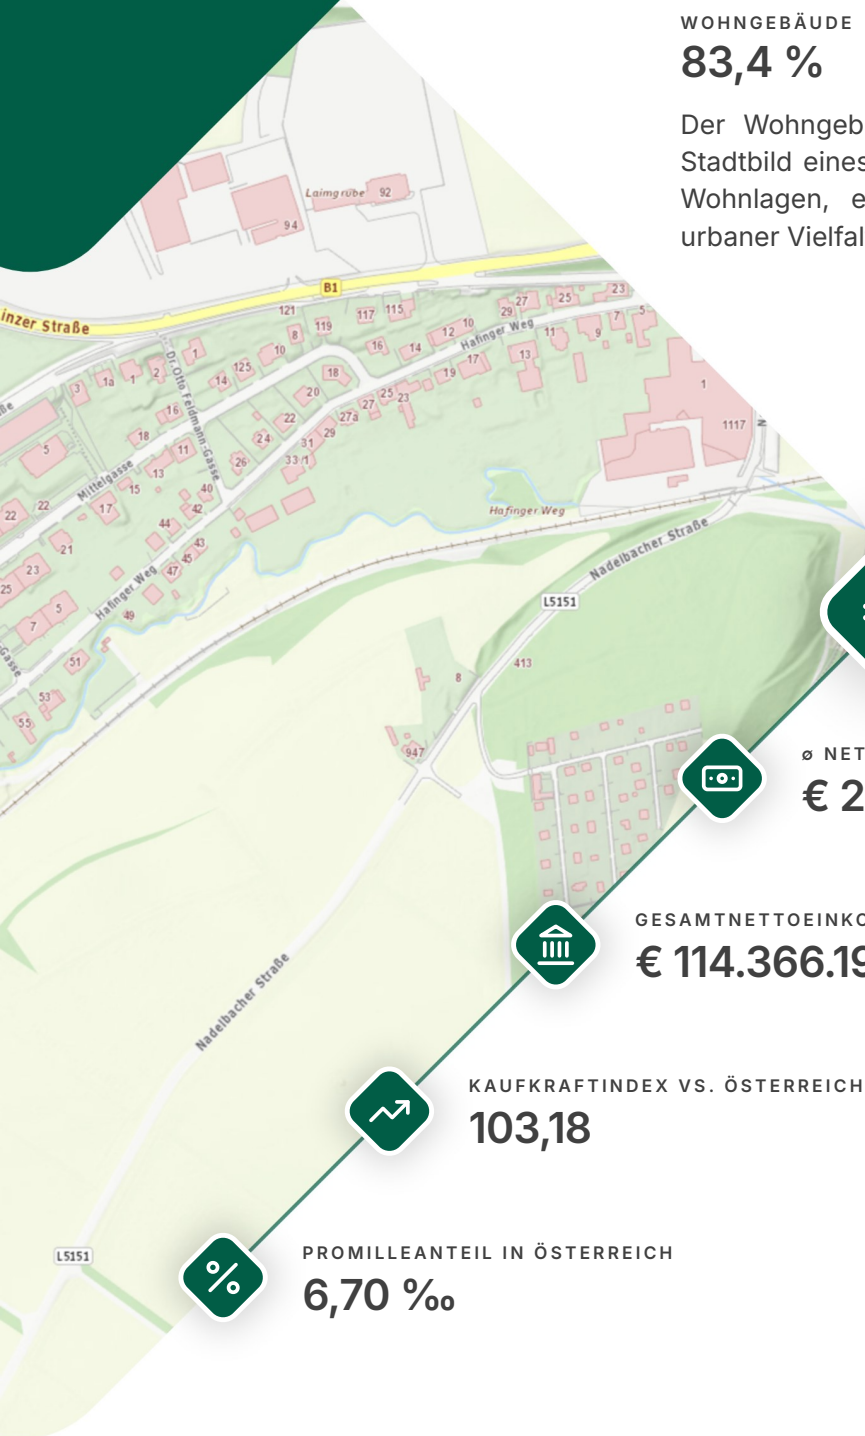 WOHNGEBÄUDE
83,4 %
Der Wohngeb
Stadtbild eines
Wohnlagen, e
urbaner Vielfal
Laimgrube 92
94
B1
inzer Straße
121
117 115
119
8
27
29
25
23
7
5
9
11
10
12
Hafinger Weg
14
16
13
17
19
1
Dr.-Otto Feldmann-Gasse
10
125
14
18
20
25 23
27
27a
29
22
31
24
33/1
26
3
1a
1
2
16
18
11
13
15
Mittelgasse
17
5
1
1117
N
22
22
21
23
25
40
42
44
43
45
47
Hafinger Weg
49
5
7
51
53
55
Gasse
Hafinger Weg
Nadelbacher Straße
L5151
413
8
947
ø NET
€ 2
GESAMTNETTOEINKO
€ 114.366.19
Nadelbacher Straße
KAUFKRAFTINDEX VS. ÖSTERREICH
103,18
L5151
PROMILLEANTEIL IN ÖSTERREICH
6,70 ‰